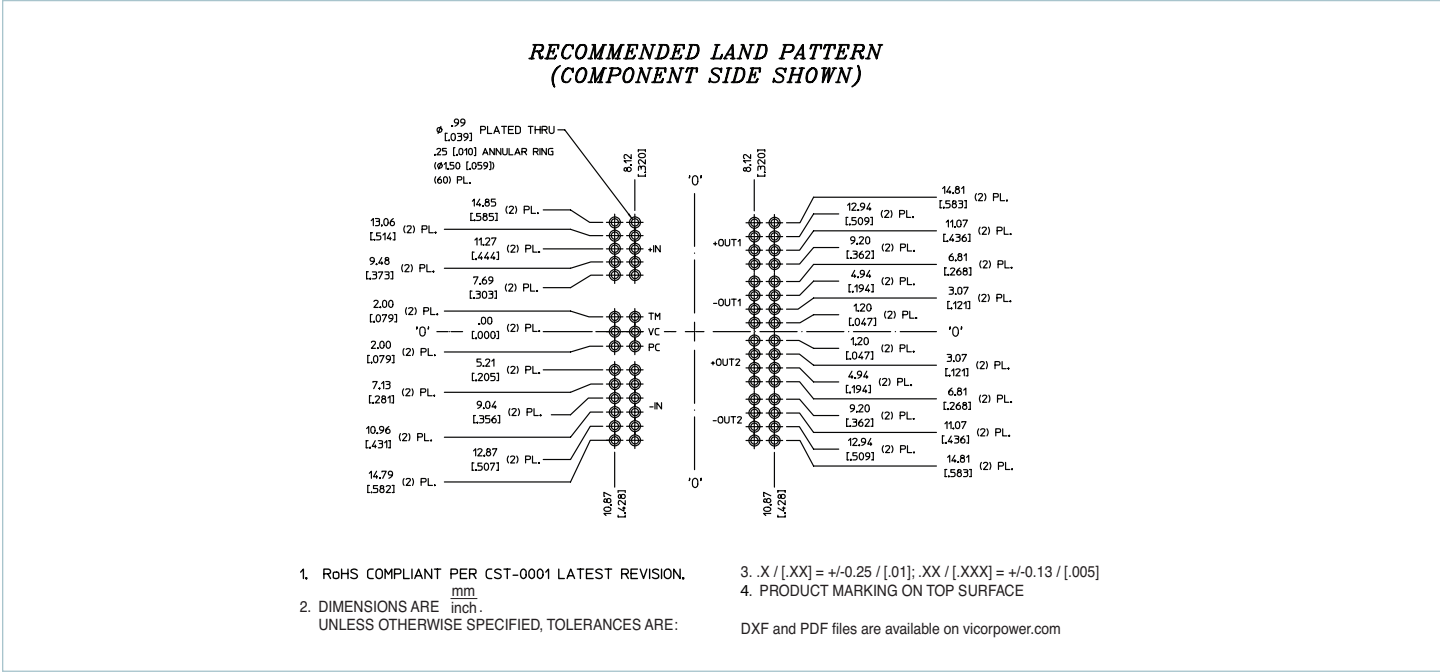 RECOMMENDED LAND PATTERN
(COMPONENT SIDE SHOWN)
ø .99 [.039] PLATED THRU
.25 [.010] ANNULAR RING
(ø1.50 [.059])
(60) PL.
8.12 [.320]
'0'
8.12 [.320]
14.85 [.585] (2) PL.
13.06 [.514] (2) PL.
11.27 [.444] (2) PL.
9.48 [.373] (2) PL.
7.69 [.303] (2) PL.
2.00 [.079] (2) PL.
'0'
.00 [.000] (2) PL.
2.00 [.079] (2) PL.
5.21 [.205] (2) PL.
7.13 [.281] (2) PL.
9.04 [.356] (2) PL.
10.96 [.431] (2) PL.
12.87 [.507] (2) PL.
14.79 [.582] (2) PL.
+IN
TM
VC
PC
-IN
10.87 [.428]
'0'
+OUT1
-OUT1
+OUT2
-OUT2
14.81 [.583] (2) PL.
12.94 [.509] (2) PL.
11.07 [.436] (2) PL.
9.20 [.362] (2) PL.
6.81 [.268] (2) PL.
4.94 [.194] (2) PL.
3.07 [.121] (2) PL.
1.20 [.047] (2) PL.
'0'
1.20 [.047] (2) PL.
3.07 [.121] (2) PL.
4.94 [.194] (2) PL.
6.81 [.268] (2) PL.
9.20 [.362] (2) PL.
11.07 [.436] (2) PL.
12.94 [.509] (2) PL.
14.81 [.583] (2) PL.
10.87 [.428]
1. RoHS COMPLIANT PER CST-0001 LATEST REVISION.
2. DIMENSIONS ARE mm / inch.
UNLESS OTHERWISE SPECIFIED, TOLERANCES ARE:
3. .X / [.XX] = +/-0.25 / [.01]; .XX / [.XXX] = +/-0.13 / [.005]
4. PRODUCT MARKING ON TOP SURFACE
DXF and PDF files are available on vicorpower.com